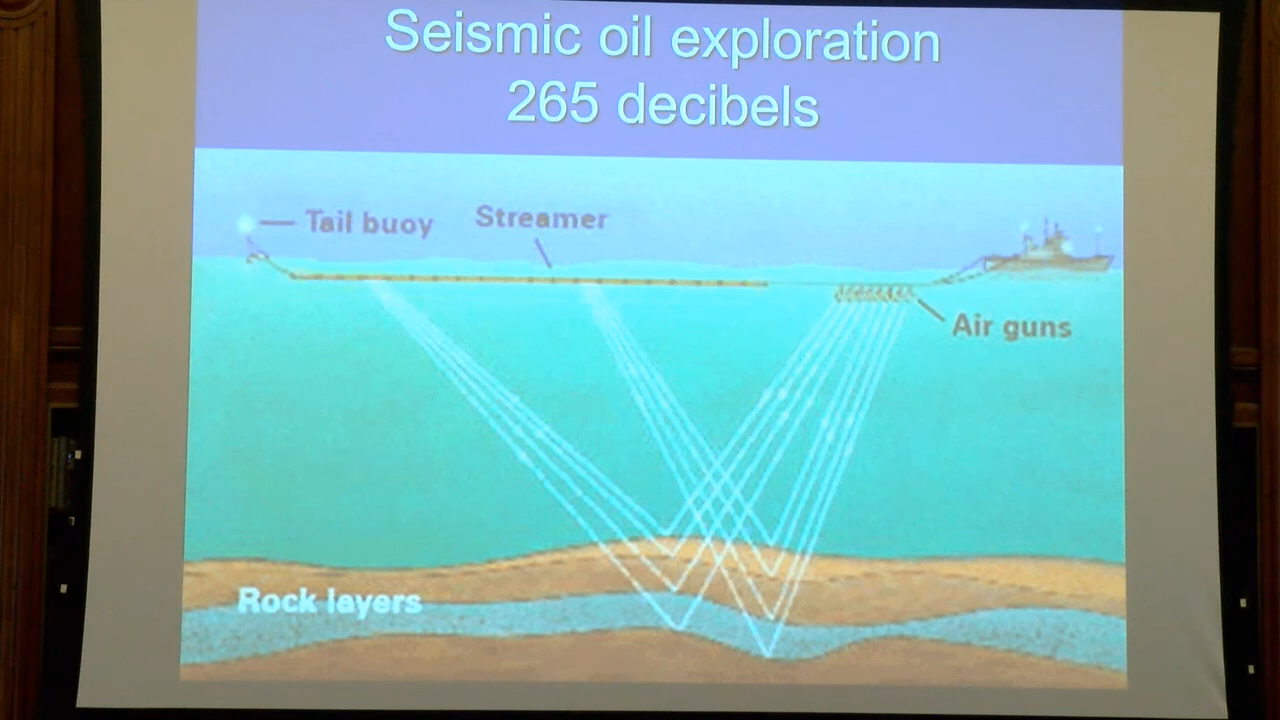 Seismic oil exploration
265 decibels
Tail buoy
Streamer
Air guns
Rock layers